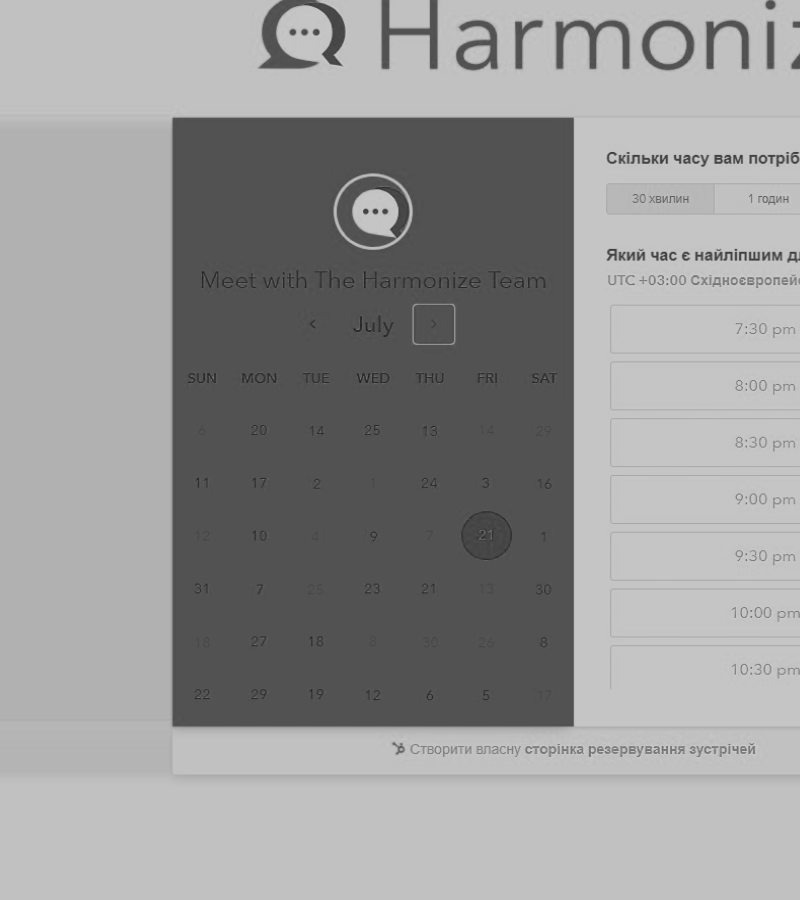 Harmoniz
Meet with The Harmonize Team
< July >
SUN MON TUE WED THU FRI SAT
5 20 14 25 13 14 29
11 17 2 1 24 3 16
12 10 4 9 7 21 1
31 7 25 23 21 13 30
18 27 18 8 30 26 8
22 29 19 12 6 5 17
Скільки часу вам потріб
30 хвилин 1 годин
Який час є найліпшим дл
UTC +03:00 Східноєвропейс
7:30 pm
8:00 pm
8:30 pm
9:00 pm
9:30 pm
10:00 pm
10:30 pm
Створити власну сторінка резервування зустрічей